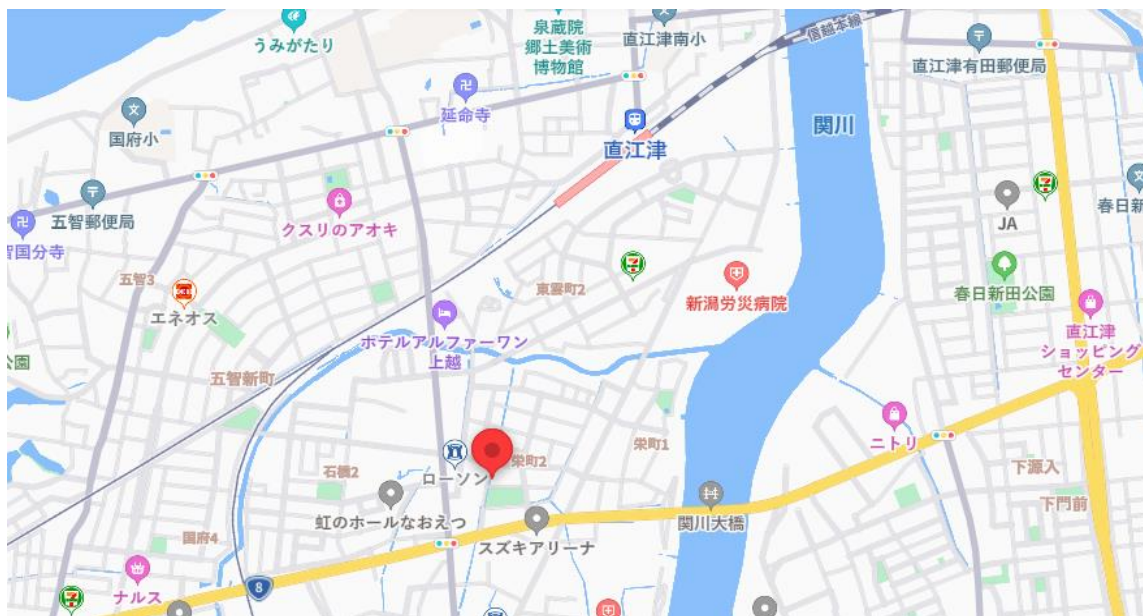 うみがたり
泉蔵院
郷土美術
博物館
直江津南小
信越本線
直江津有田郵便局
国府小
延命寺
直江津
関川
五智郵便局
智国分寺
クスリのアオキ
JA
春日新
五智3
エネオス
東雲町2
新潟労災病院
春日新田公園
公園
ホテルアルファーワン
上越
直江津
ショッピング
センター
五智新町
ニトリ
石橋2
ローソン
栄町2
栄町1
下源入
下門前
虹のホールなおえつ
スズキアリーナ
関川大橋
国府4
ナルス
8